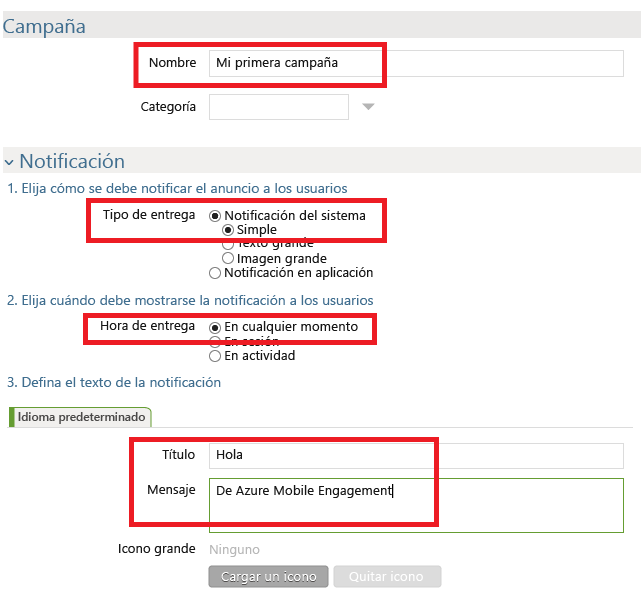 Campaña
Nombre Mi primera campaña
Categoría
Notificación
1. Elija cómo se debe notificar el anuncio a los usuarios
Tipo de entrega Notificación del sistema
Simple
Texto grande
Imagen grande
Notificación en aplicación
2. Elija cuándo debe mostrarse la notificación a los usuarios
Hora de entrega En cualquier momento
En sesión
En actividad
3. Defina el texto de la notificación
Idioma predeterminado
Título Hola
Mensaje De Azure Mobile Engagement
Icono grande Ninguno
Cargar un icono Quitar icono